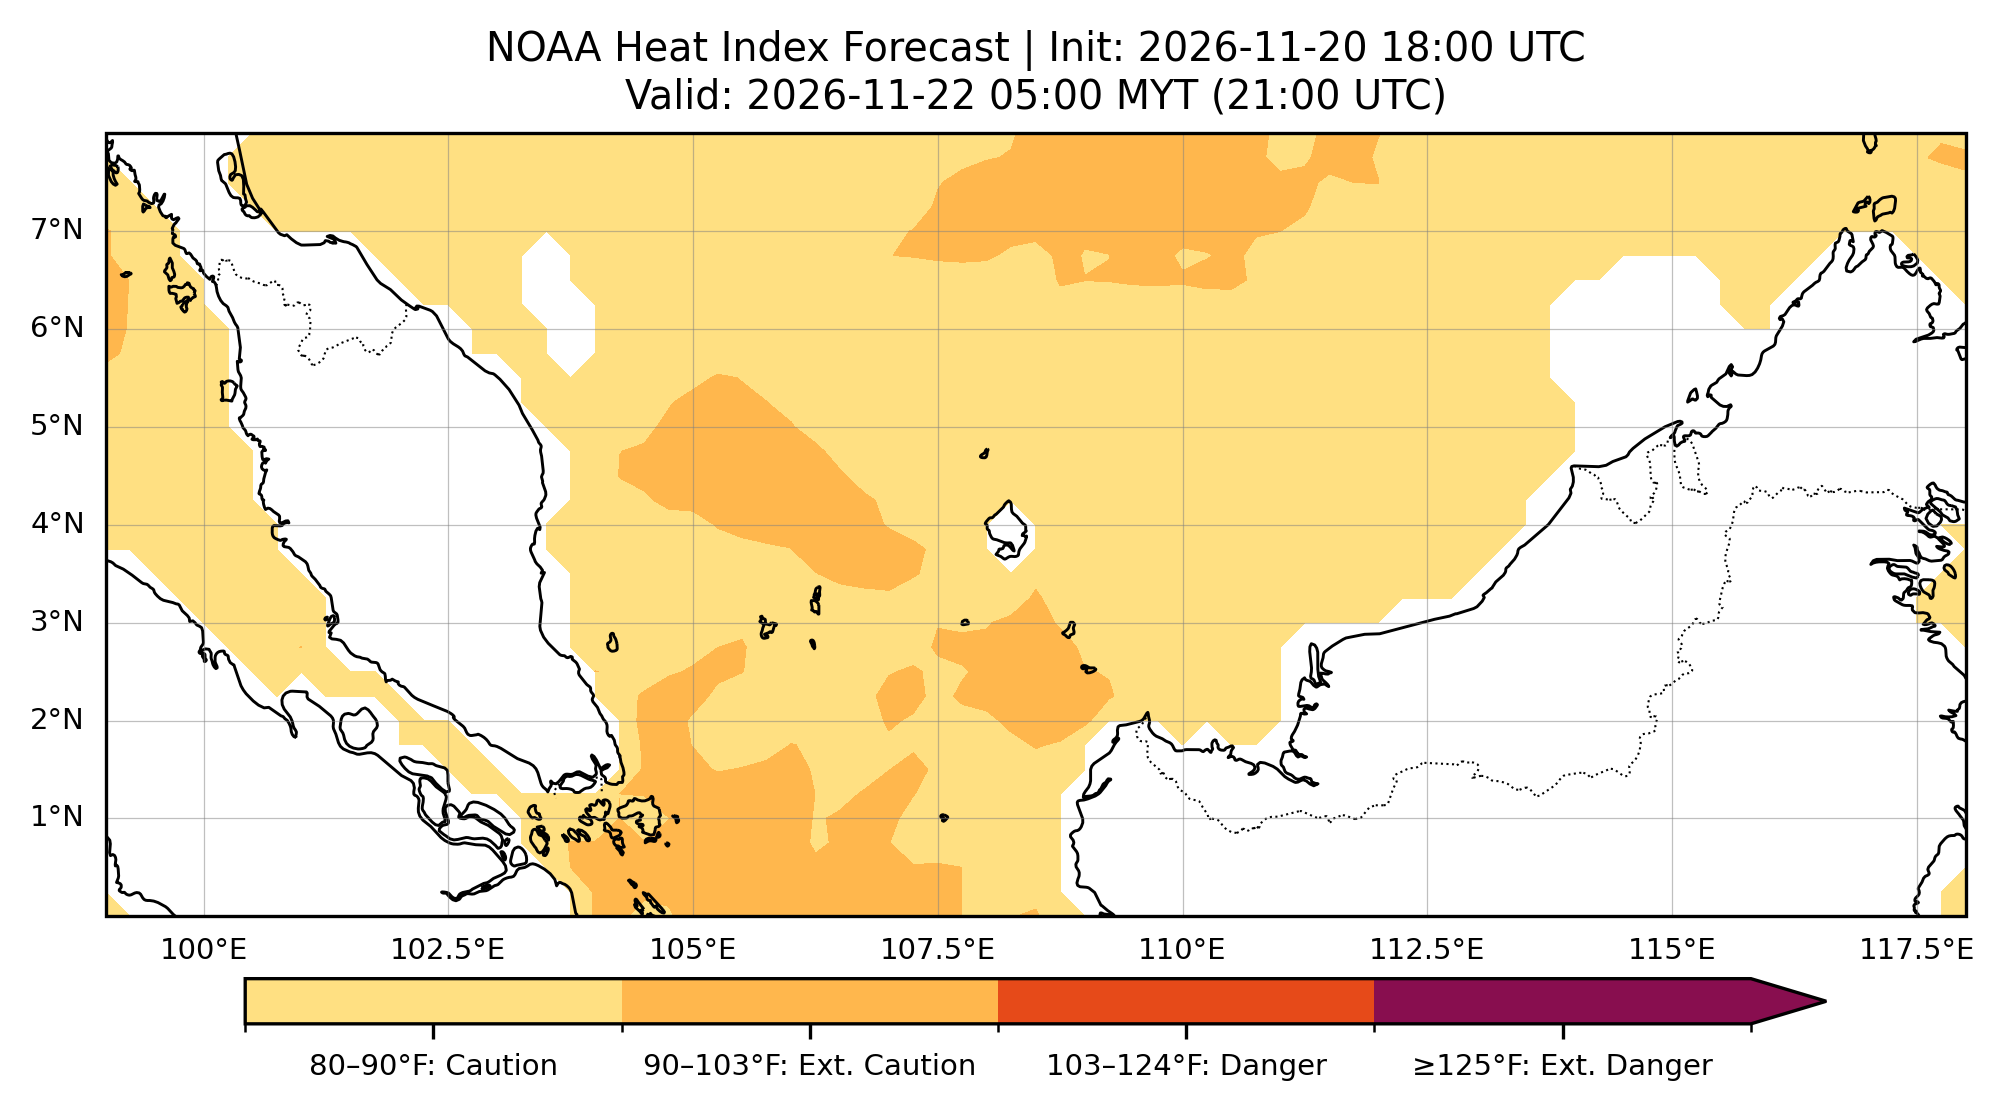 NOAA Heat Index Forecast | Init: 2026-11-20 18:00 UTC
Valid: 2026-11-22 05:00 MYT (21:00 UTC)
7°N
6°N
5°N
4°N
3°N
2°N
1°N
100°E 102.5°E 105°E 107.5°E 110°E 112.5°E 115°E 117.5°E
80–90°F: Caution 90–103°F: Ext. Caution 103–124°F: Danger ≥125°F: Ext. Danger